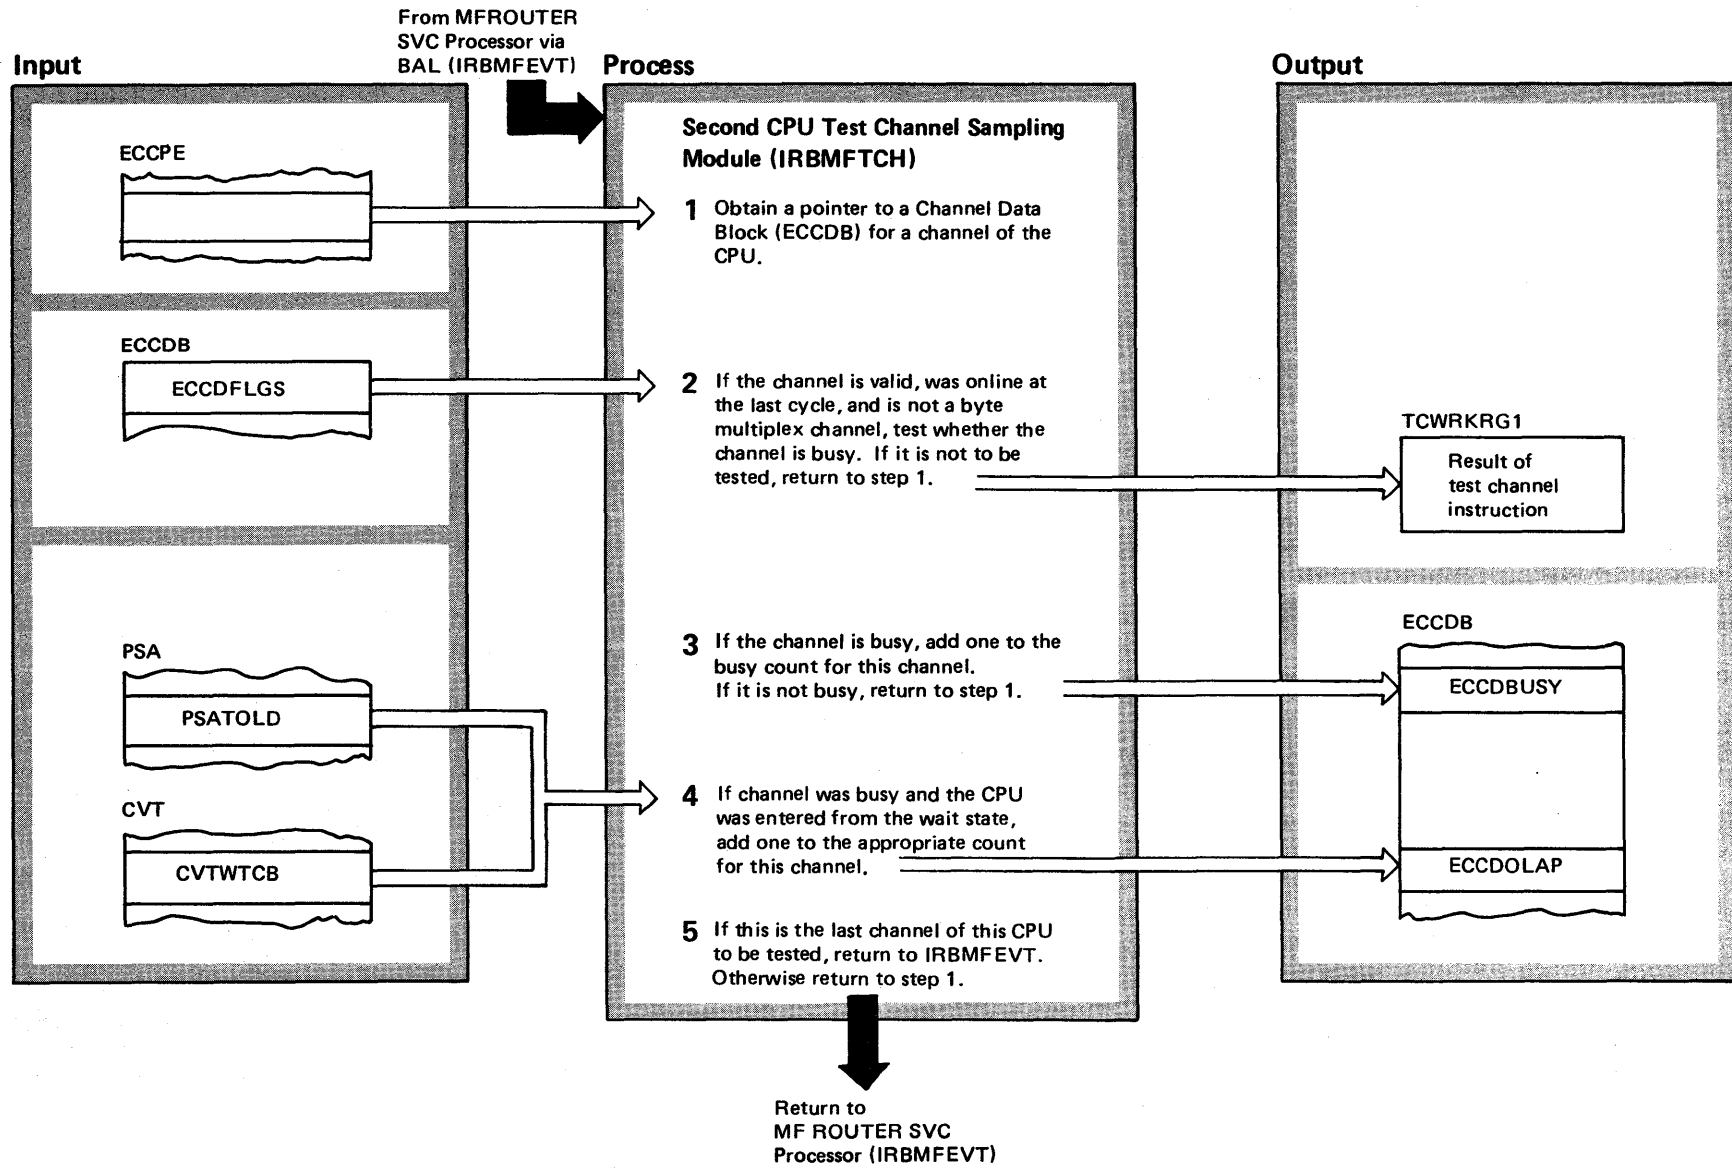 From MFROUTER
SVC Processor via
BAL (IRBMFEVT)
Input
Process
Output
ECCPE
ECCDB
ECCDFLGS
PSA
PSATOLD
CVT
CVTWTCB
Second CPU Test Channel Sampling
Module (IRBMFTCH)
1 Obtain a pointer to a Channel Data
Block (ECCDB) for a channel of the
CPU.
2 If the channel is valid, was online at
the last cycle, and is not a byte
multiplex channel, test whether the
channel is busy. If it is not to be
tested, return to step 1.
3 If the channel is busy, add one to the
busy count for this channel.
If it is not busy, return to step 1.
4 If channel was busy and the CPU
was entered from the wait state,
add one to the appropriate count
for this channel.
5 If this is the last channel of this CPU
to be tested, return to IRBMFEVT.
Otherwise return to step 1.
TCWRKRG1
Result of
test channel
instruction
ECCDB
ECCDBUSY
ECCDOLAP
Return to
MF ROUTER SVC
Processor (IRBMFEVT)